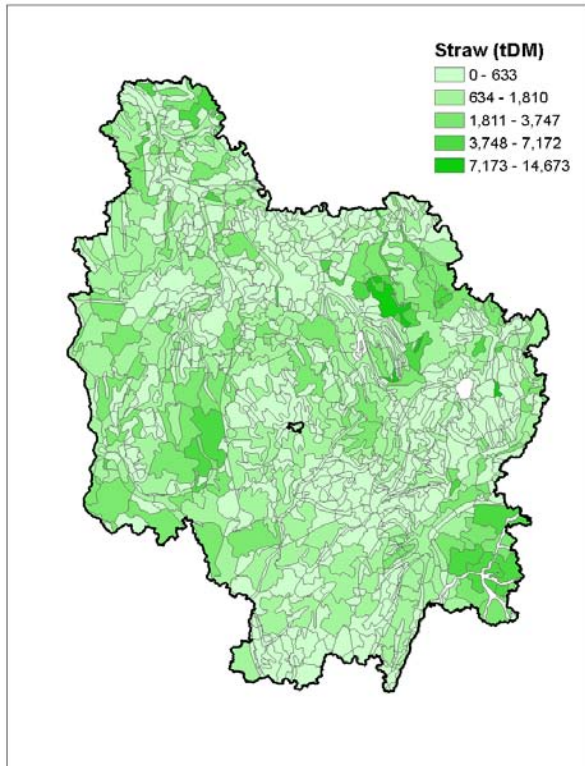 Straw (tDM)
0 - 633
634 - 1,810
1,811 - 3,747
3,748 - 7,172
7,173 - 14,673